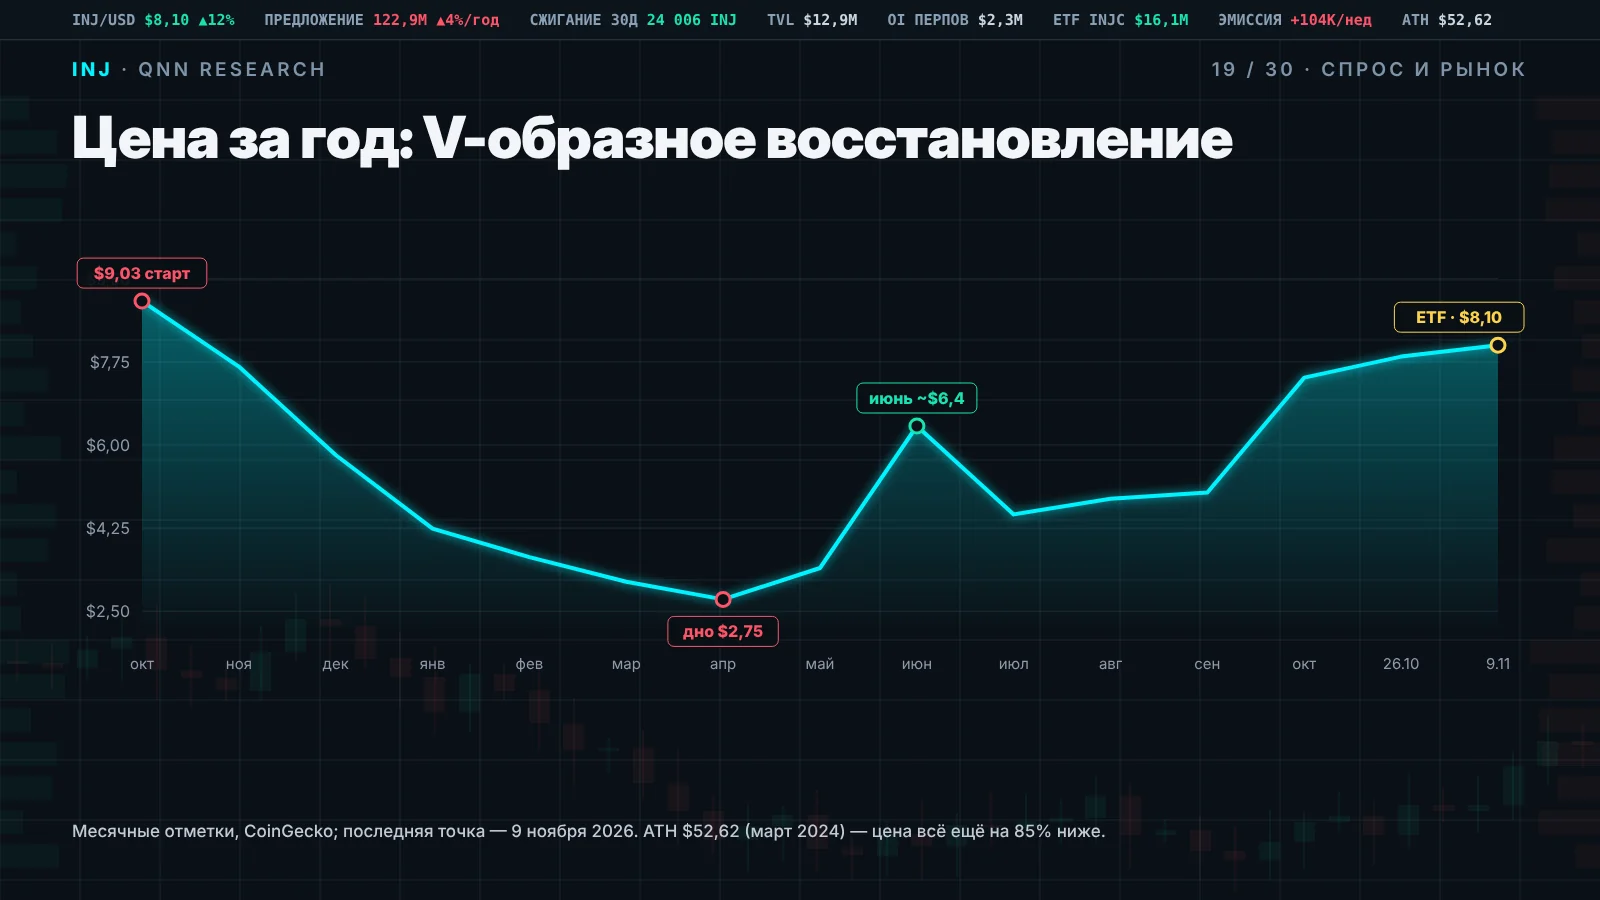 INJ/USD $8,10 ▲12% ПРЕДЛОЖЕНИЕ 122,9M ▲4%/год СЖИГАНИЕ 30Д 24 006 INJ TVL $12,9M OI ПЕРПОВ $2,3M ETF INJC $16,1M ЭМИССИЯ +104K/нед ATH $52,62
INJ · QNN RESEARCH
19 / 30 · СПРОС И РЫНОК
Цена за год: V-образное восстановление
$9,03 старт
ETF · $8,10
$7,75
июнь ~$6,4
$6,00
$4,25
$2,50
дно $2,75
окт ноя дек янв фев мар апр май июн июл авг сен окт 26.10 9.11
Месячные отметки, CoinGecko; последняя точка — 9 ноября 2026. ATH $52,62 (март 2024) — цена всё ещё на 85% ниже.